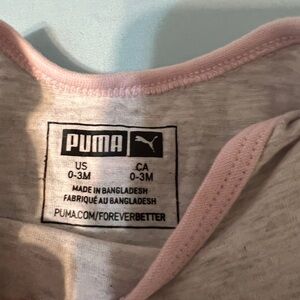 PUMA
US CA
0-3M 0-3M
MADE IN BANGLADESH
FABRIQUÉ AU BANGLADESH
PUMA.COM/FOREVERBETTER